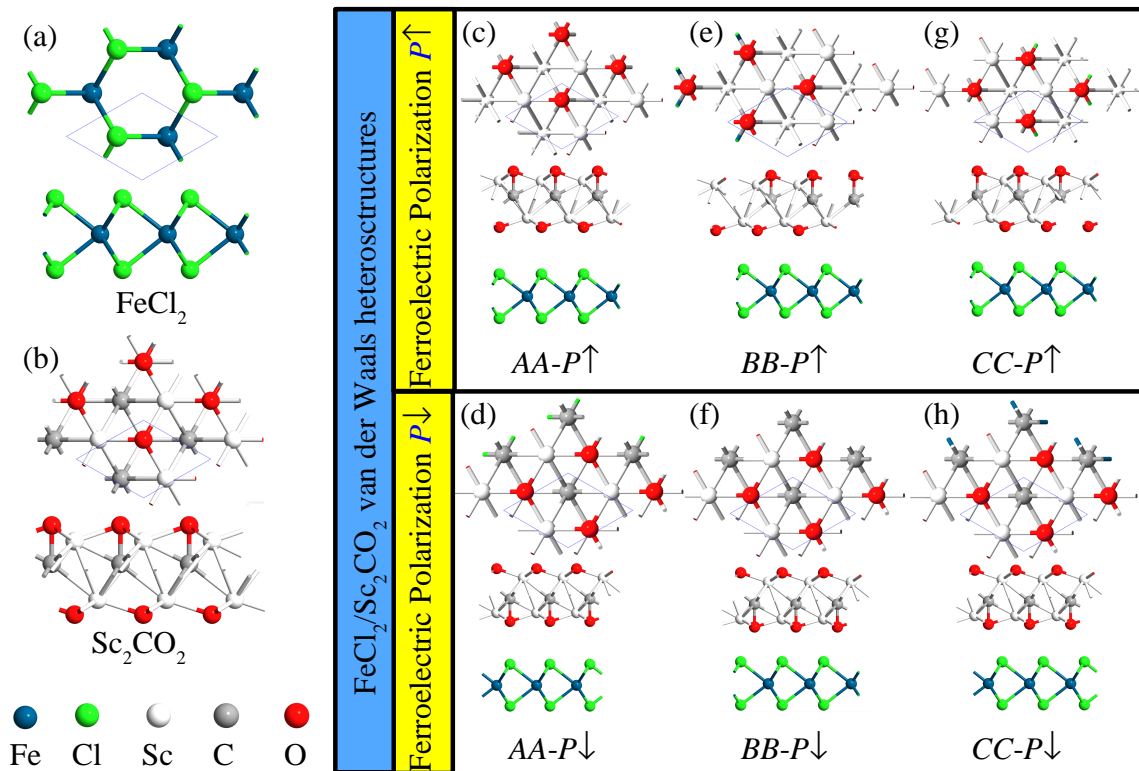 (a)
FeCl₂
(b)
Sc₂CO₂
Fe Cl Sc C O
FeCl₂/Sc₂CO₂ van der Waals heterosctructures
Ferroelectric Polarization P↑
(c) (e) (g)
AA-P↑ BB-P↑ CC-P↑
Ferroelectric Polarization P↓
(d) (f) (h)
AA-P↓ BB-P↓ CC-P↓